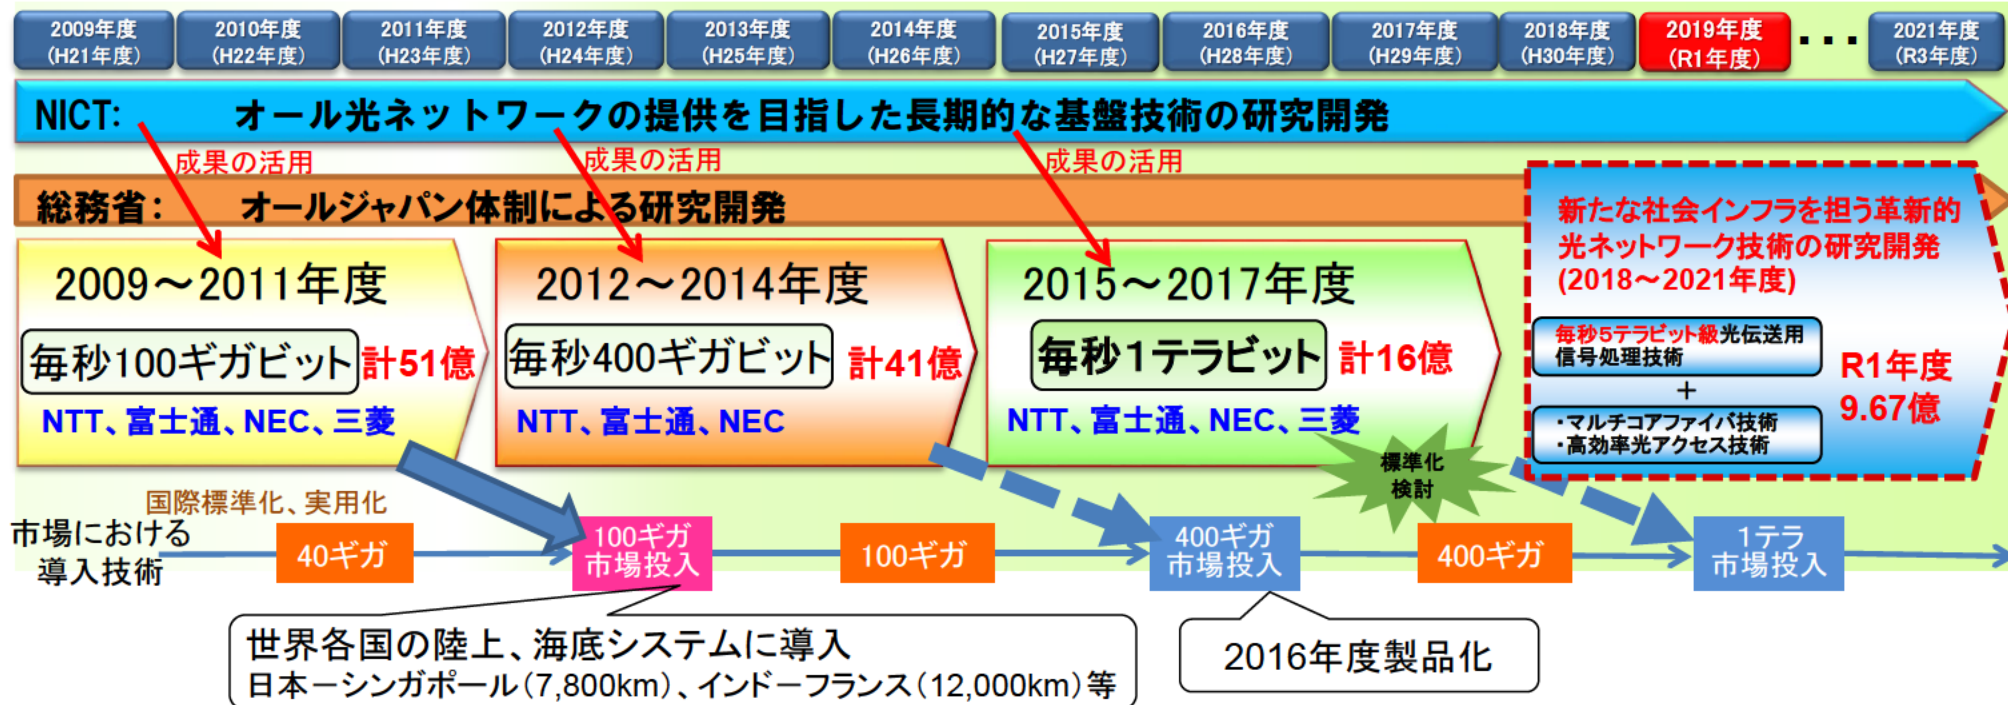 2009年度
(H21年度)
2010年度
(H22年度)
2011年度
(H23年度)
2012年度
(H24年度)
2013年度
(H25年度)
2014年度
(H26年度)
2015年度
(H27年度)
2016年度
(H28年度)
2017年度
(H29年度)
2018年度
(H30年度)
2019年度
(R1年度)
・・・
2021年度
(R3年度)
NICT: オール光ネットワークの提供を目指した長期的な基盤技術の研究開発
成果の活用
成果の活用
成果の活用
総務省： オールジャパン体制による研究開発
2009～2011年度
毎秒100ギガビット
計51億
NTT、富士通、NEC、三菱
2012～2014年度
毎秒400ギガビット
計41億
NTT、富士通、NEC
2015～2017年度
毎秒1テラビット
計16億
NTT、富士通、NEC、三菱
新たな社会インフラを担う革新的
光ネットワーク技術の研究開発
(2018～2021年度)
毎秒5テラビット級光伝送用
信号処理技術
＋
・マルチコアファイバ技術
・高効率光アクセス技術
R1年度
9.67億
標準化
検討
国際標準化、実用化
市場における
導入技術
40ギガ
100ギガ
市場投入
100ギガ
400ギガ
市場投入
400ギガ
1テラ
市場投入
世界各国の陸上、海底システムに導入
日本－シンガポール（7,800km）、インド－フランス（12,000km）等
2016年度製品化